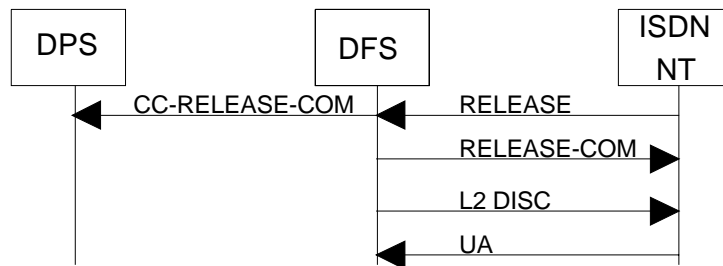 DPS
DFS
ISDN
NT
CC-RELEASE-COM
RELEASE
RELEASE-COM
L2 DISC
UA